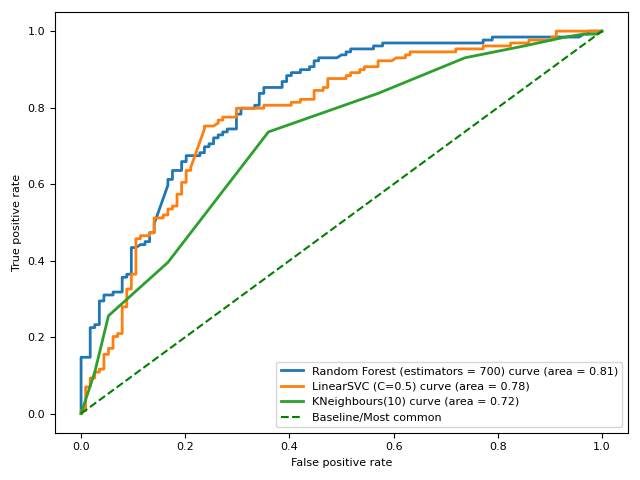 1.0
0.8
0.6
0.4
0.2
0.0
True positive rate
Random Forest (estimators = 700) curve (area = 0.81)
LinearSVC (C=0.5) curve (area = 0.78)
KNeighbours(10) curve (area = 0.72)
Baseline/Most common
0.0 0.2 0.4 0.6 0.8 1.0
False positive rate